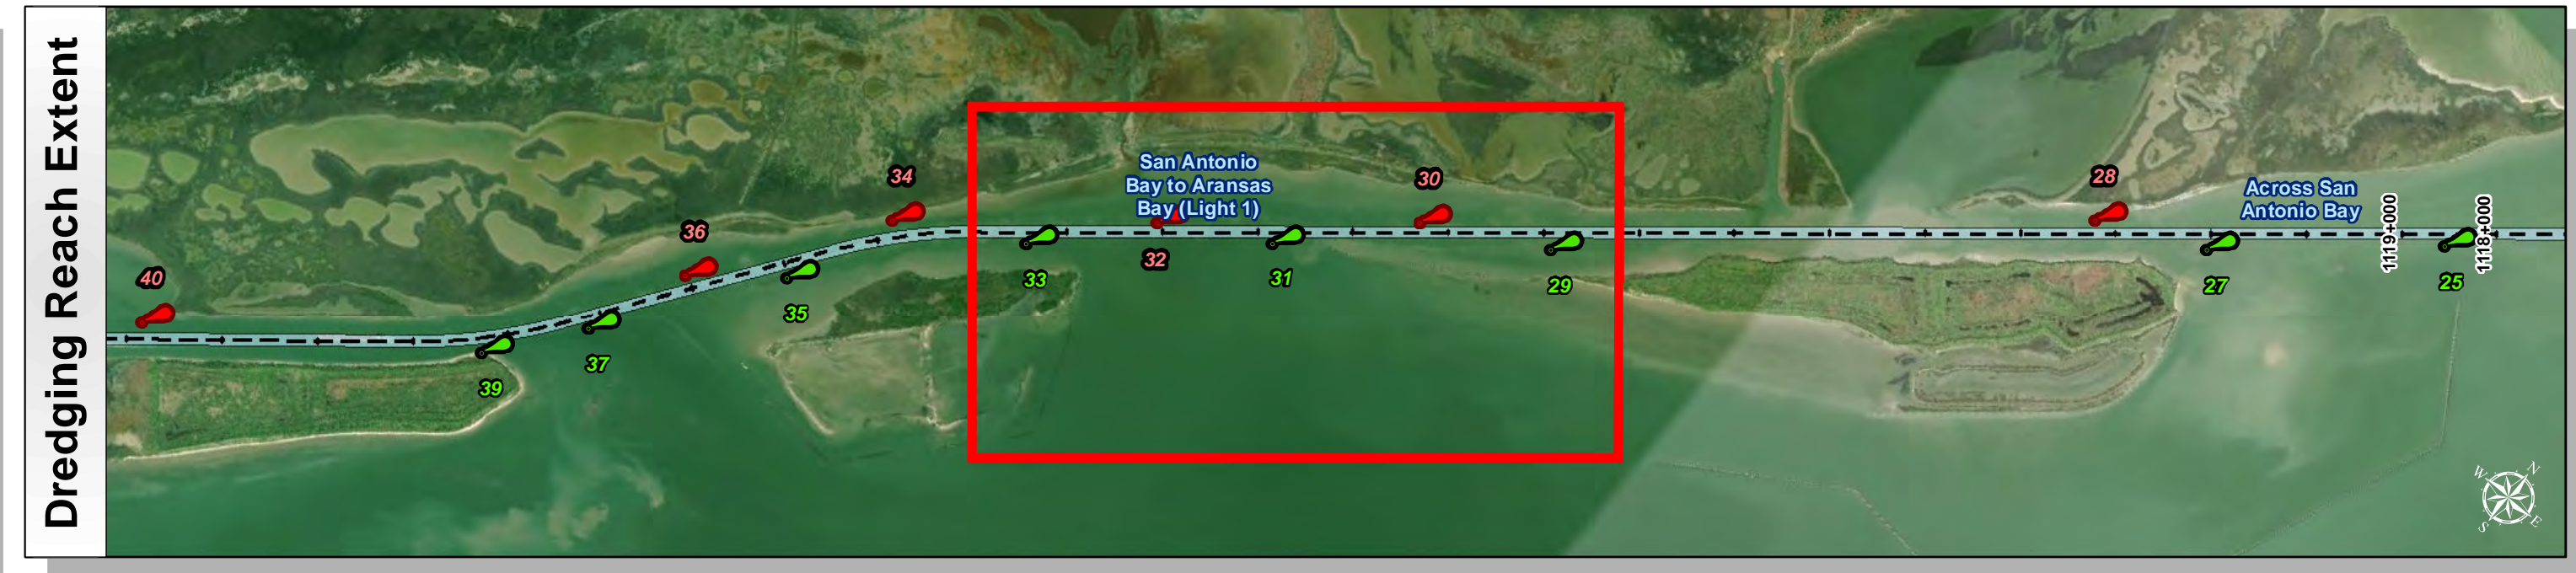 Dredging Reach Extent
40
36
34
San Antonio
Bay to Aransas
Bay (Light 1)
30
28
Across San
Antonio Bay
1119+000
1118+000
39
37
35
33
32
31
29
27
25
W
N
S
E